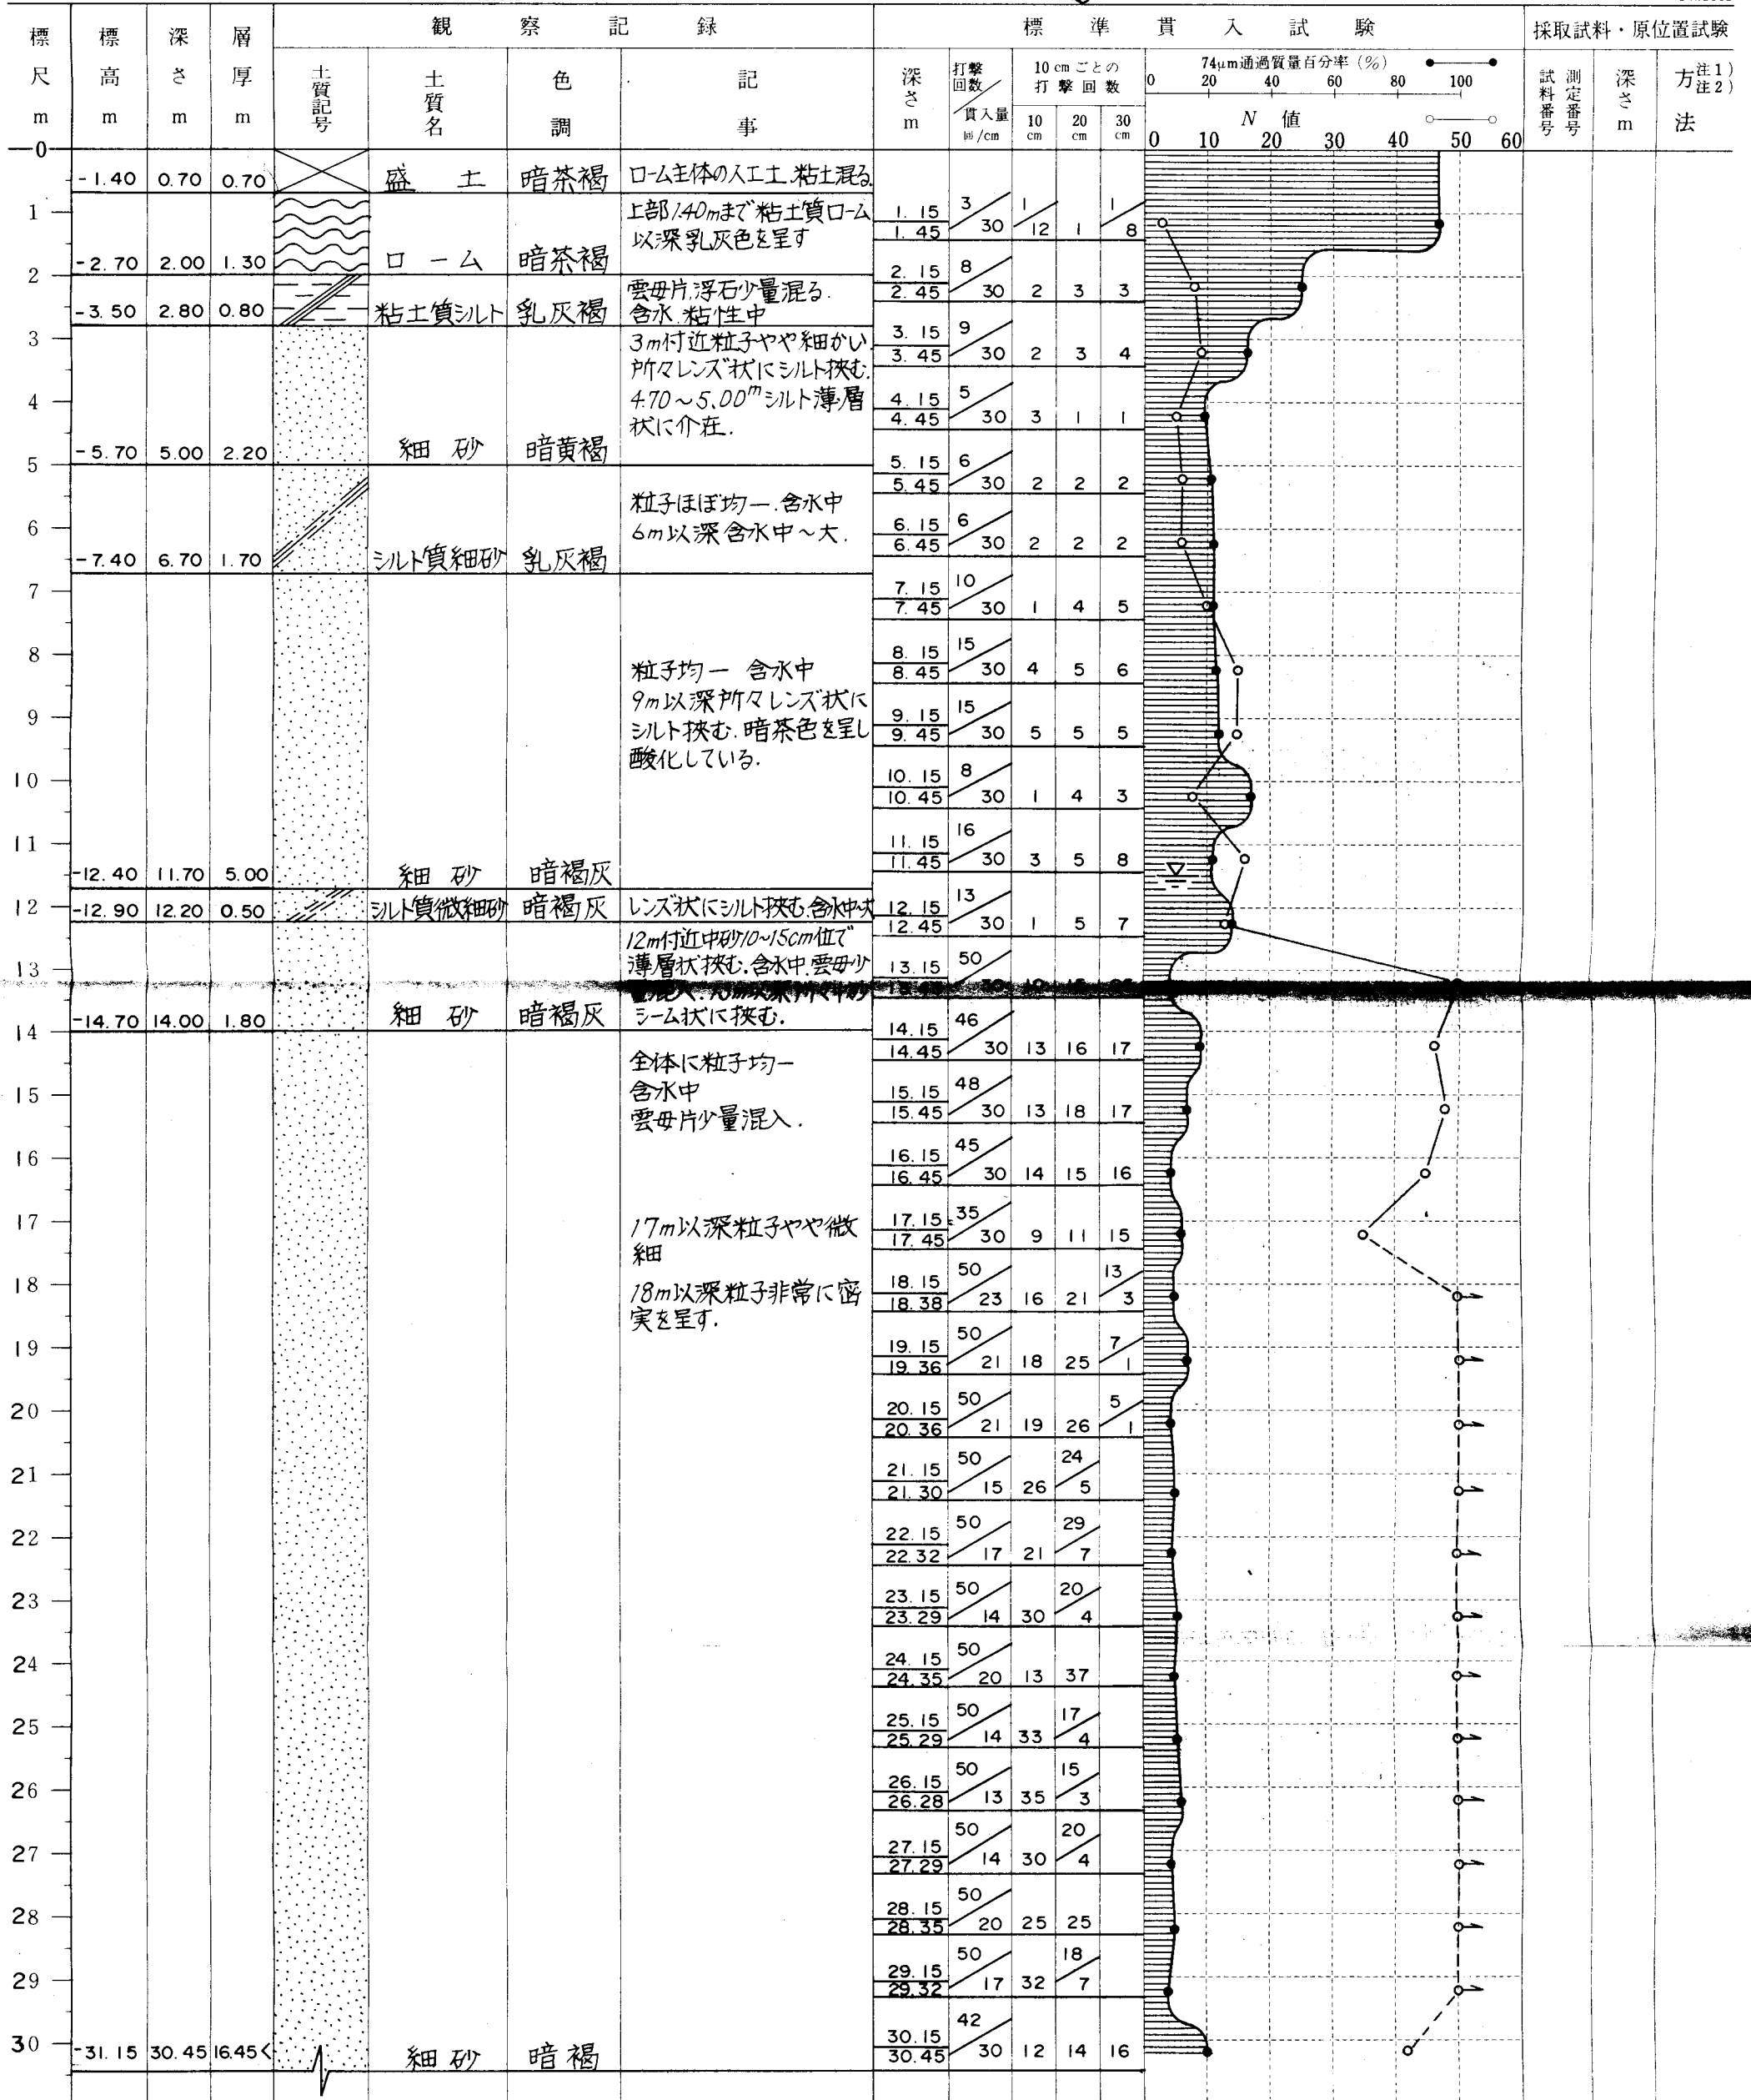 観察記録 標準貫入試験 採取試料・原位置試験
標尺 m 標高 m 深さ m 層厚 m 土質記号 土質名 色調 記事 深さ m 打撃回数/貫入量 回/cm 10cmごとの打撃回数 10cm 20cm 30cm
74μm通過質量百分率 (%)
0 20 40 60 80 100
N 値
0 10 20 30 40 50 60
試料番号 測定番号 深さ m 方法 注1) 注2)
0
-1.40 0.70 0.70 盛土 暗茶褐 ローム主体の人工土.粘土混る.
1
上部1.40mまで粘土質ローム
以深乳灰色を呈す
-2.70 2.00 1.30 ローム 暗茶褐
1.15 1.45 3/30 1/12 1 1/8
2
雲母片.浮石少量混る.
含水.粘性中
-3.50 2.80 0.80 粘土質シルト 乳灰褐
2.15 2.45 8/30 2 3 3
3
3m付近粒子やや細かい.
所々レンズ状にシルト挟む.
4.70～5.00mシルト薄層
状に介在.
3.15 3.45 9/30 2 3 4
4
4.15 4.45 5/30 3 1 1
-5.70 5.00 2.20 細砂 暗黄褐
5
5.15 5.45 6/30 2 2 2
粒子ほぼ均一.含水中
6m以深含水中～大.
6
6.15 6.45 6/30 2 2 2
-7.40 6.70 1.70 シルト質細砂 乳灰褐
7
7.15 7.45 10/30 1 4 5
8
8.15 8.45 15/30 4 5 6
粒子均一 含水中
9m以深所々レンズ状に
シルト挟む.暗茶色を呈し
酸化している.
9
9.15 9.45 15/30 5 5 5
10
10.15 10.45 8/30 1 4 3
11
11.15 11.45 16/30 3 5 8
-12.40 11.70 5.00 細砂 暗褐灰
12
-12.90 12.20 0.50 シルト質微細砂 暗褐灰 レンズ状にシルト挟む.含水中~大
12.15 12.45 13/30 1 5 7
12m付近中砂10~15cm位で
薄層状挟む.含水中.雲母少
13
13.15 50
シーム状に挟む.
-14.70 14.00 1.80 細砂 暗褐灰
14
14.15 14.45 46/30 13 16 17
全体に粒子均一
含水中
雲母片少量混入.
15
15.15 15.45 48/30 13 18 17
16
16.15 16.45 45/30 14 15 16
17
17.15 17.45 35/30 9 11 15
17m以深粒子やや微
細
18
18.15 18.38 50/23 16 21 13/3
18m以深粒子非常に密
実を呈す.
19
19.15 19.36 50/21 18 25 7/1
20
20.15 20.36 50/21 19 26 5/1
21
21.15 21.30 50/15 26 24/5
22
22.15 22.32 50/17 21 29/7
23
23.15 23.29 50/14 30 20/4
24
24.15 24.35 50/20 13 37
25
25.15 25.29 50/14 33 17/4
26
26.15 26.28 50/13 35 15/3
27
27.15 27.29 50/14 30 20/4
28
28.15 28.35 50/20 25 25
29
29.15 29.32 50/17 32 18/7
30
30.15 30.45 42/30 12 14 16
-31.15 30.45 16.45< 細砂 暗褐